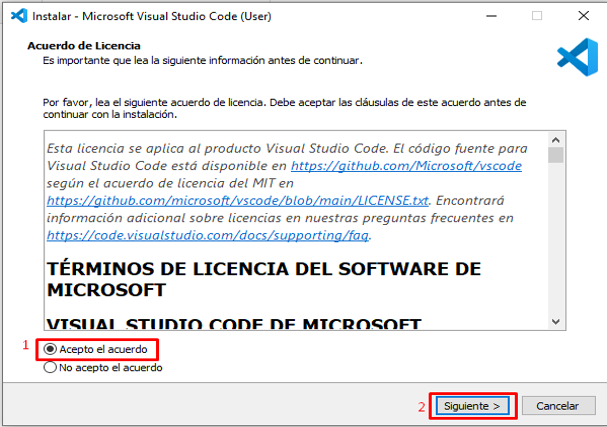 Instalar - Microsoft Visual Studio Code (User)
Acuerdo de Licencia
Es importante que lea la siguiente información antes de continuar.
Por favor, lea el siguiente acuerdo de licencia. Debe aceptar las cláusulas de este acuerdo antes de
continuar con la instalación.
Esta licencia se aplica al producto Visual Studio Code. El código fuente para
Visual Studio Code está disponible en https://github.com/Microsoft/vscode
según el acuerdo de licencia del MIT en
https://github.com/microsoft/vscode/blob/main/LICENSE.txt. Encontrará
información adicional sobre licencias en nuestras preguntas frecuentes en
https://code.visualstudio.com/docs/supporting/faq.
TÉRMINOS DE LICENCIA DEL SOFTWARE DE
MICROSOFT
VISUAL STUDIO CODE DE MICROSOFT
1 Acepto el acuerdo
No acepto el acuerdo
2 Siguiente > Cancelar